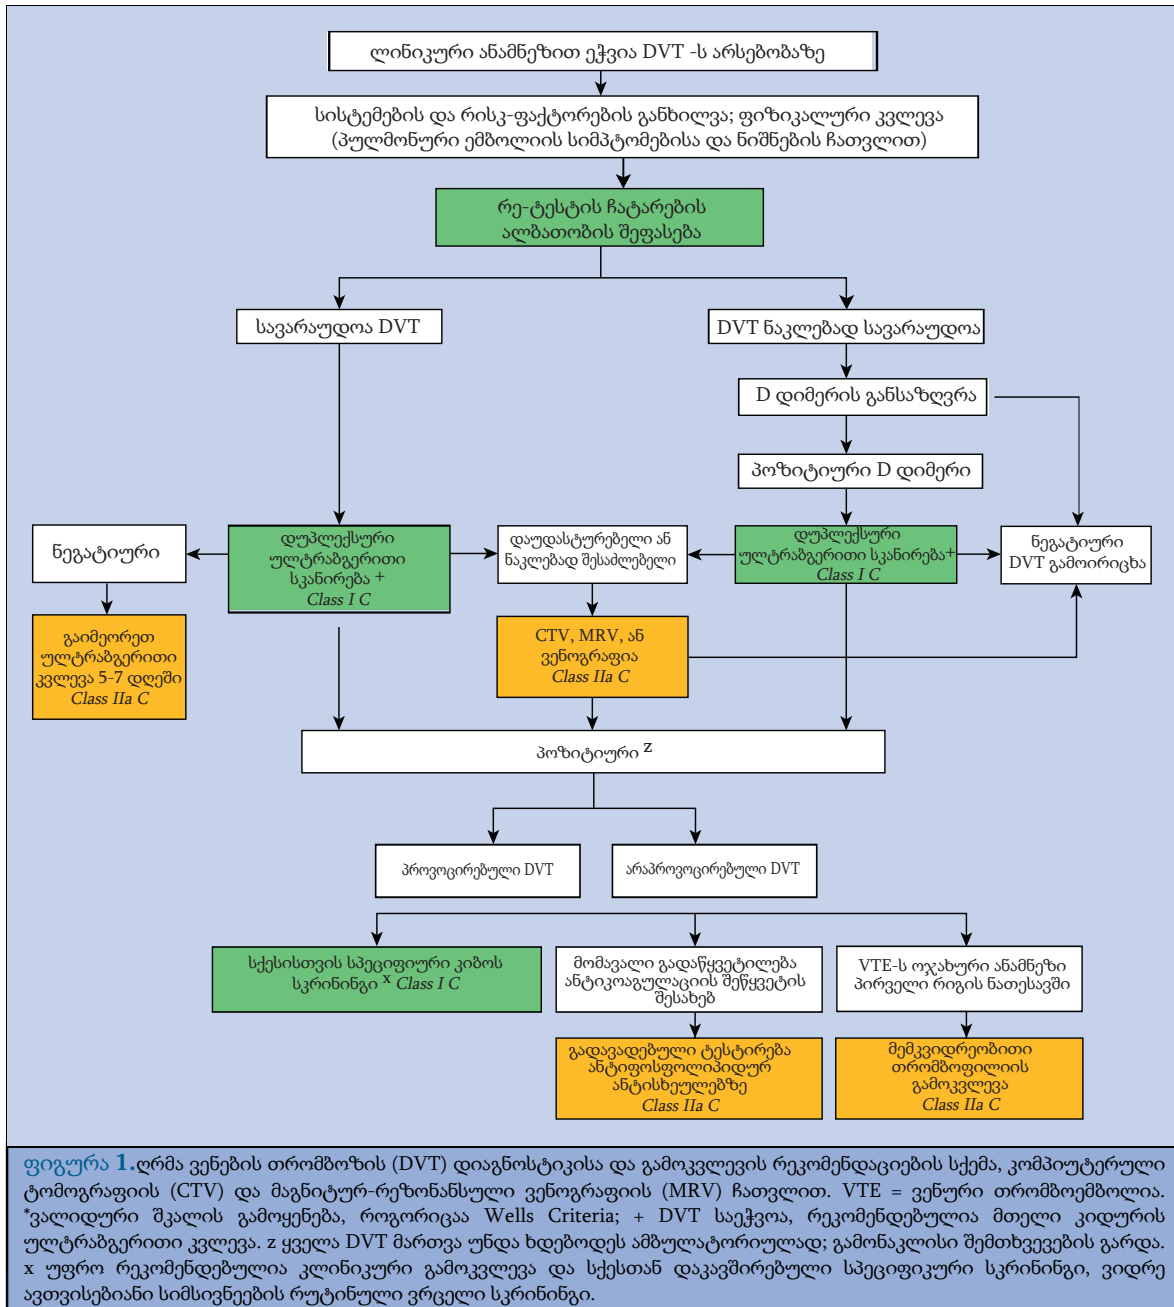 ლინიკური ანამნეზით ეჭვია DVT -ს არსებობაზე
სისტემების და რისკ-ფაქტორების განხილვა; ფიზიკალური კვლევა
(პულმონური ემბოლიის სიმპტომებისა და ნიშნების ჩათვლით)
რე-ტესტის ჩატარების
ალბათობის შეფასება
სავარაუდოა DVT
DVT ნაკლებად სავარაუდოა
D დიმერის განსაზღვრა
პოზიტიური D დიმერი
ნეგატიური
დუპლექსური
ულტრაბგერითი
სკანირება +
Class I C
დაუდასტურებელი ან
ნაკლებად შესაძლებელი
დუპლექსური
ულტრაბგერითი სკანირება+
Class I C
ნეგატიური
DVT გამოირიცხა
გაიმეორეთ
ულტრაბგერითი
კვლევა 5-7 დღეში
Class IIa C
CTV, MRV, ან
ვენოგრაფია
Class IIa C
პოზიტიური z
პროვოცირებული DVT
არაპროვოცირებული DVT
სქესისთვის სპეციფიური კიბოს
სკრინინგი x Class I C
მომავალი გადაწყვეტილება
ანტიკოაგულაციის შეწყვეტის
შესახებ
VTE-ს ოჯახური ანამნეზი
პირველი რიგის ნათესავში
გადავადებული ტესტირება
ანტიფოსფოლიპიდურ
ანტისხეულებზე
Class IIa C
მემკვიდრეობითი
თრომბოფილიის
გამოკვლევა
Class IIa C
ფიგურა 1.ღრმა ვენების თრომბოზის (DVT) დიაგნოსტიკისა და გამოკვლევის რეკომენდაციების სქემა, კომპიუტერული
ტომოგრაფიის (CTV) და მაგნიტურ-რეზონანსული ვენოგრაფიის (MRV) ჩათვლით. VTE = ვენური თრომბოემბოლია.
*ვალიდური შკალის გამოყენება, როგორიცაა Wells Criteria; + DVT საეჭვოა, რეკომენდებულია მთელი კიდურის
ულტრაბგერითი კვლევა. z ყველა DVT მართვა უნდა ხდებოდეს ამბულატორიულად; გამონაკლისი შემთხვევების გარდა.
x უფრო რეკომენდებულია კლინიკური გამოკვლევა და სქესთან დაკავშირებული სპეციფიკური სკრინინგი, ვიდრე
ავთვისებიანი სიმსივნეების რუტინული ვრცელი სკრინინგი.